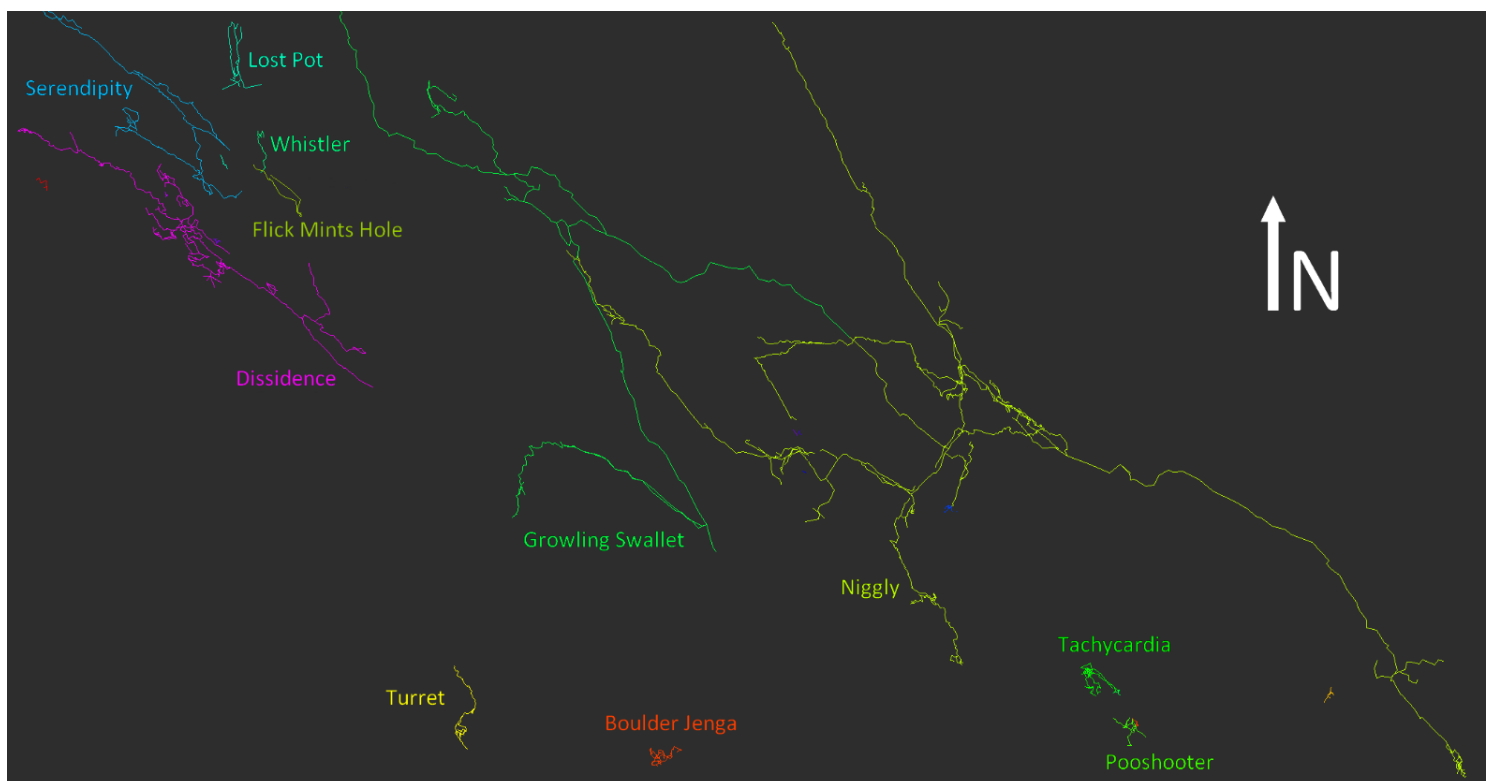 Lost Pot
Serendipity
Whistler
Flick Mints Hole
N
Dissidence
Growling Swallet
Niggly
Tachycardia
Turret
Boulder Jenga
Pooshooter